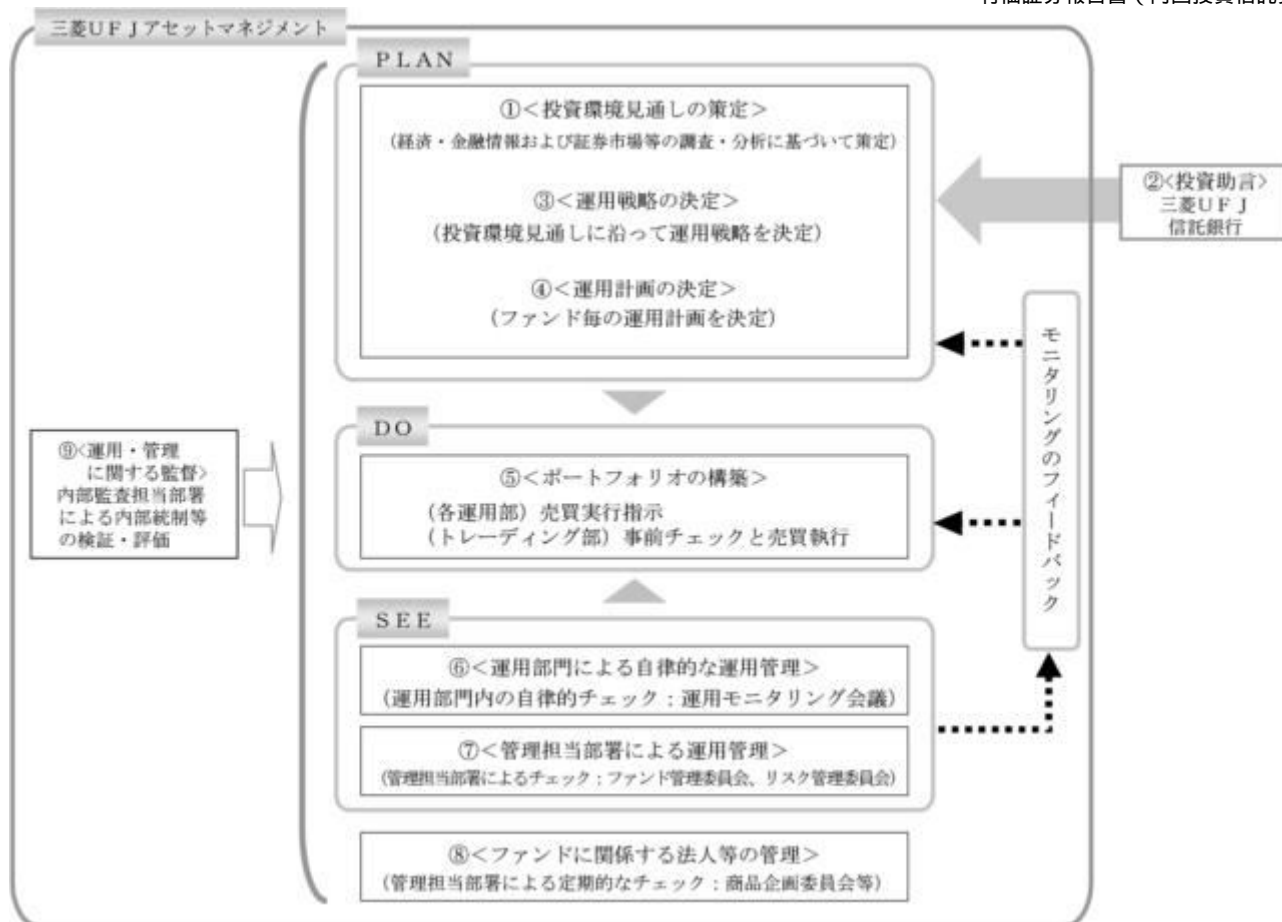 三菱UFJアセットマネジメント
PLAN
①<投資環境見通しの策定>
(経済・金融情報および証券市場等の調査・分析に基づいて策定)
③<運用戦略の決定>
(投資環境見通しに沿って運用戦略を決定)
④<運用計画の決定>
(ファンド毎の運用計画を決定)
②<投資助言>
三菱UFJ
信託銀行
モニタリングのフィードバック
DO
⑤<ポートフォリオの構築>
(各運用部)売買実行指示
(トレーディング部)事前チェックと売買執行
⑨<運用・管理
に関する監督>
内部監査担当部署
による内部統制等
の検証・評価
SEE
⑥<運用部門による自律的な運用管理>
(運用部門内の自律的チェック:運用モニタリング会議)
⑦<管理担当部署による運用管理>
(管理担当部署によるチェック:ファンド管理委員会、リスク管理委員会)
⑧<ファンドに関係する法人等の管理>
(管理担当部署による定期的なチェック:商品企画委員会等)